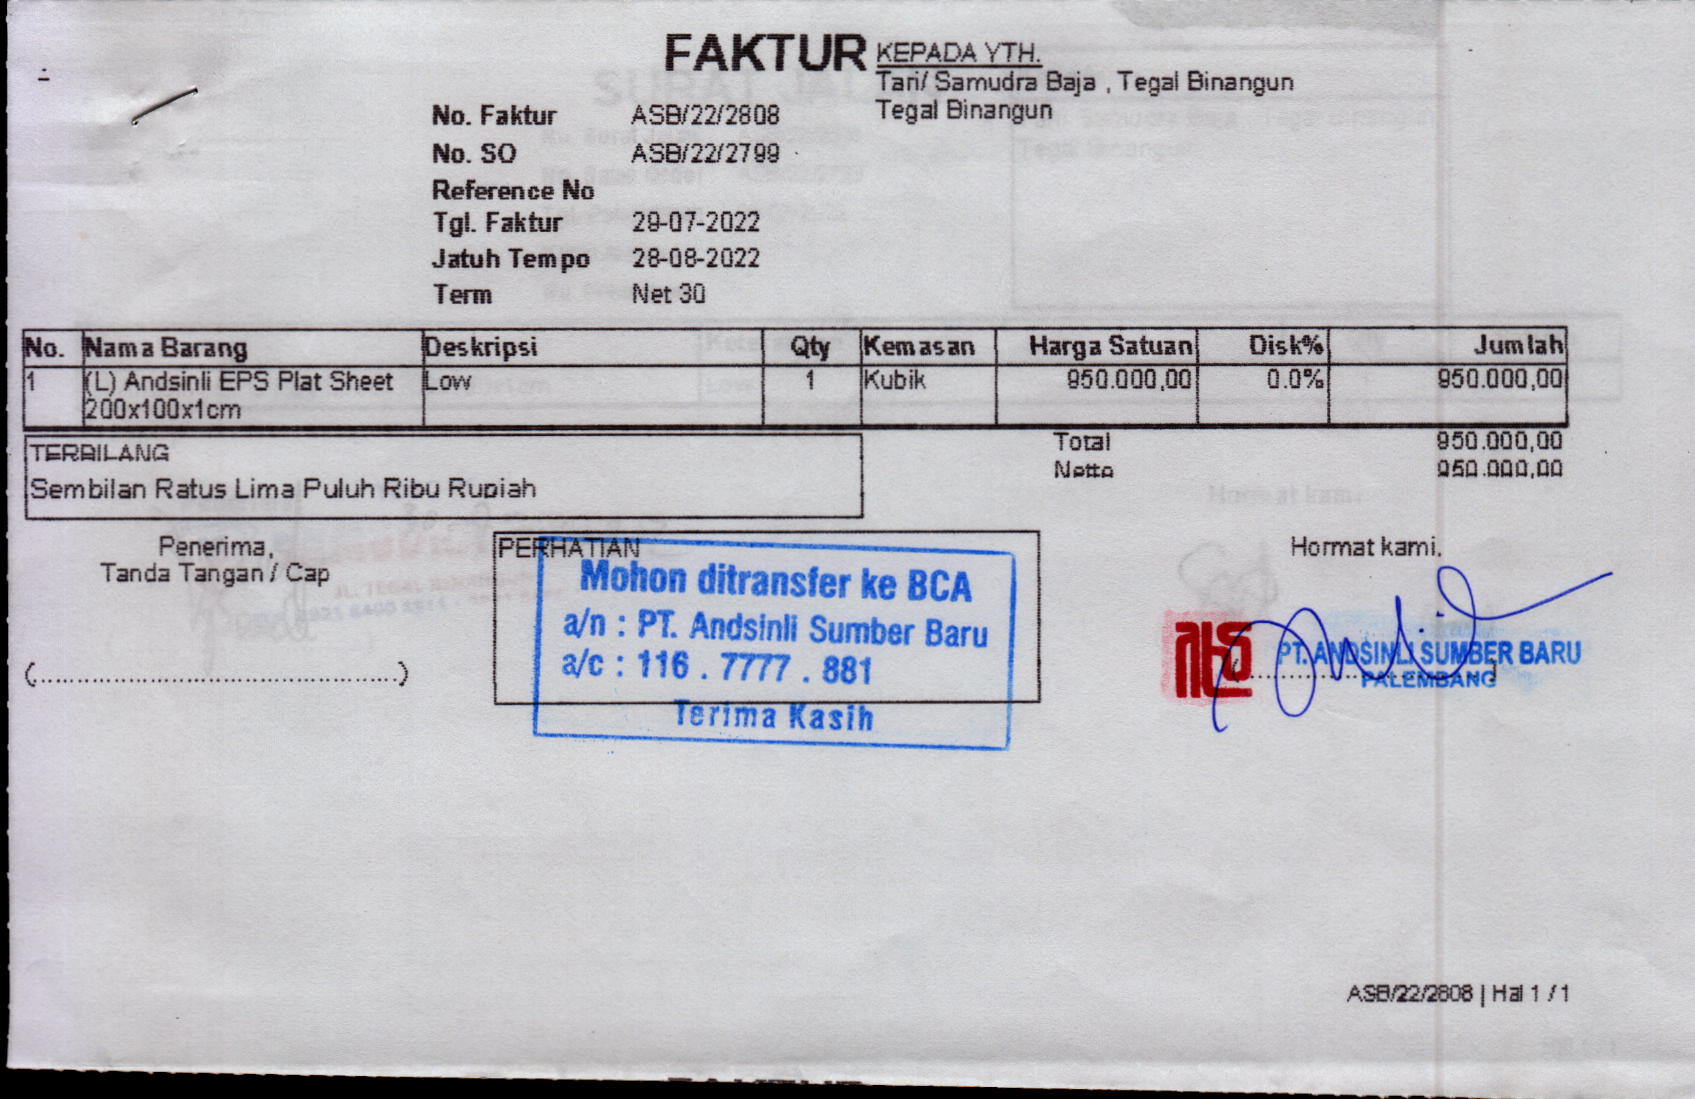 FAKTUR
KEPADA YTH.
Tari/ Samudra Baja , Tegal Binangun
Tegal Binangun
No. Faktur ASB/22/2808
No. SO ASB/22/2799
Reference No
Tgl. Faktur 29-07-2022
Jatuh Tempo 28-08-2022
Term Net 30
No. Nama Barang Deskripsi Qty Kemasan Harga Satuan Disk% Jumlah
1 (L) Andsinli EPS Plat Sheet Low 1 Kubik 950.000,00 0.0% 950.000,00
200x100x1cm
Total 950.000,00
Netto 950.000,00
TERBILANG
Sembilan Ratus Lima Puluh Ribu Rupiah
Penerima,
Tanda Tangan / Cap
(............................................)
PERHATIAN
Mohon ditransfer ke BCA
a/n : PT. Andsinli Sumber Baru
a/c : 116 . 7777 . 881
Terima Kasih
Hormat kami,
PT. ANDSINLI SUMBER BARU
PALEMBANG
ASB/22/2808 | Hal 1 / 1